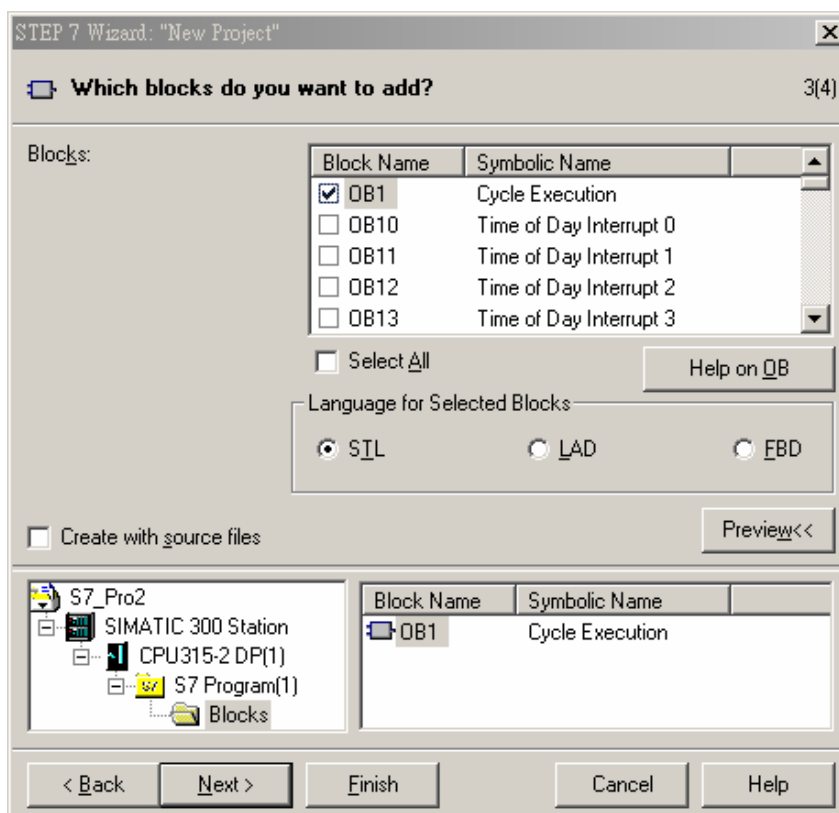 STEP 7 Wizard: "New Project"
Which blocks do you want to add? 3(4)
Blocks:
Block Name Symbolic Name
OB1 Cycle Execution
OB10 Time of Day Interrupt 0
OB11 Time of Day Interrupt 1
OB12 Time of Day Interrupt 2
OB13 Time of Day Interrupt 3
Select All
Help on OB
Language for Selected Blocks
STL LAD FBD
Create with source files
Preview<<
S7_Pro2
SIMATIC 300 Station
CPU315-2 DP(1)
S7 Program(1)
Blocks
Block Name Symbolic Name
OB1 Cycle Execution
< Back Next > Finish Cancel Help